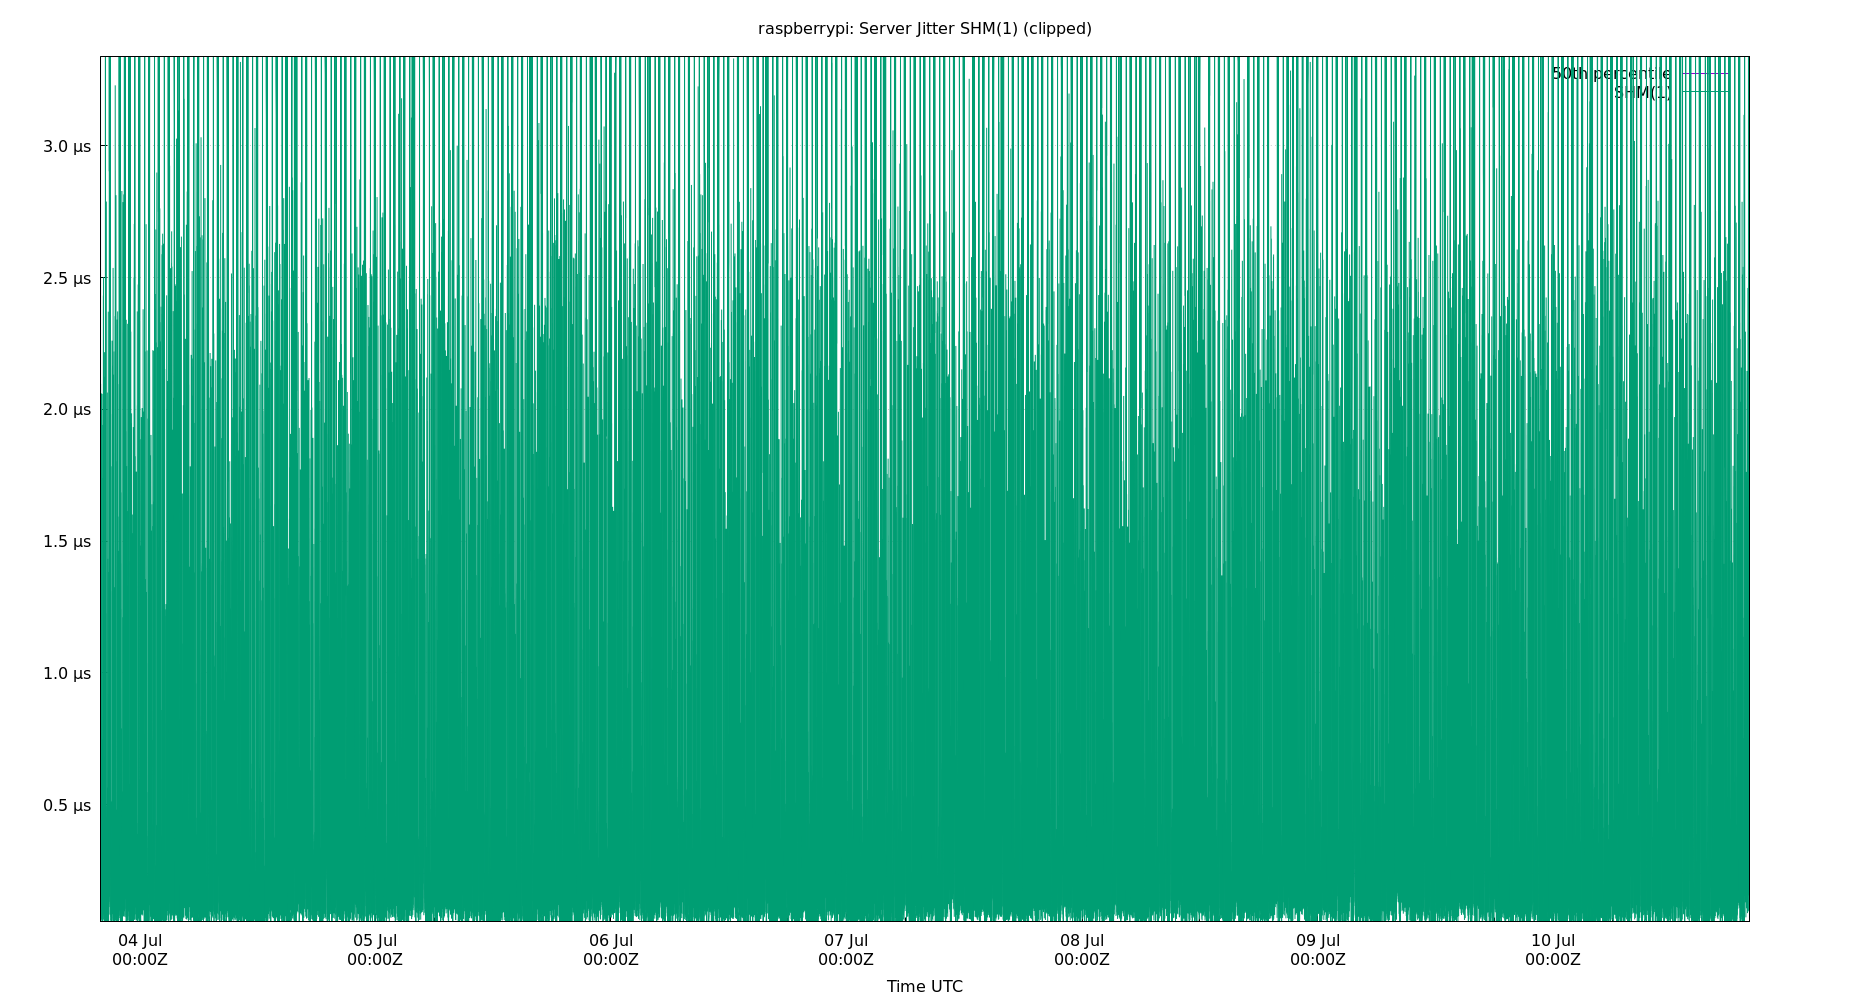 raspberrypi: Server Jitter SHM(1) (clipped)
50th percentile
SHM(1)
3.0 µs
2.5 µs
2.0 µs
1.5 µs
1.0 µs
0.5 µs
04 Jul 05 Jul 06 Jul 07 Jul 08 Jul 09 Jul 10 Jul
00:00Z 00:00Z 00:00Z 00:00Z 00:00Z 00:00Z 00:00Z
Time UTC